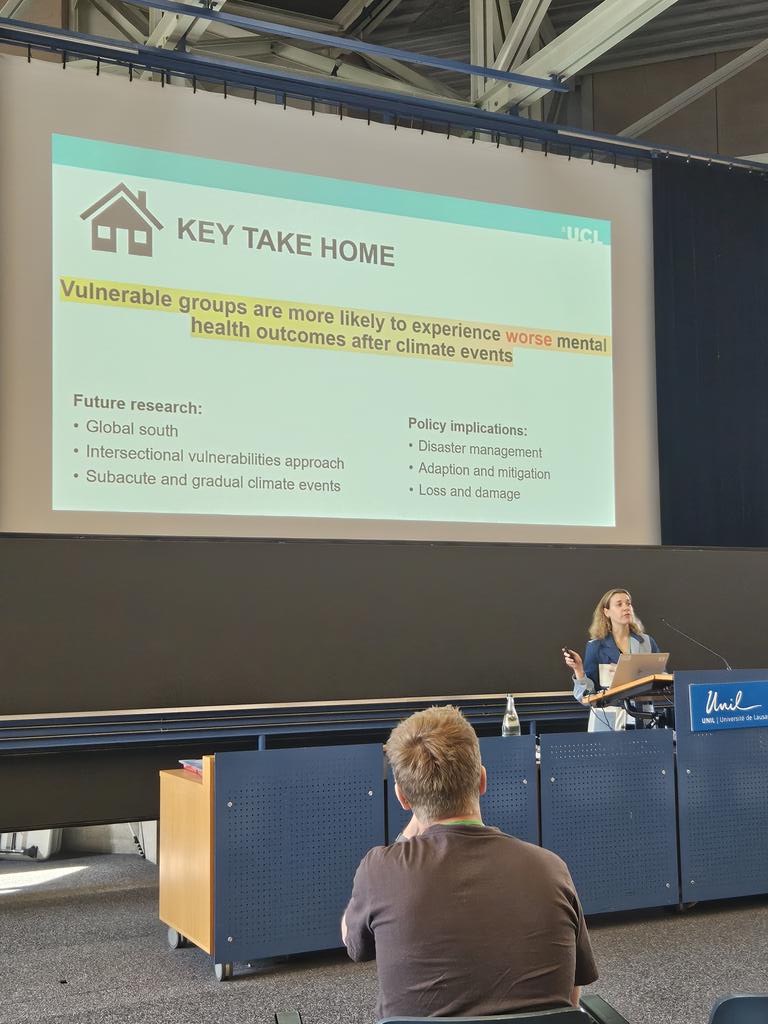 UCL
KEY TAKE HOME
Vulnerable groups are more likely to experience worse mental
health outcomes after climate events
Future research:
• Global south
• Intersectional vulnerabilities approach
• Subacute and gradual climate events
Policy implications:
• Disaster management
• Adaption and mitigation
• Loss and damage
Unil
UNIL | Université de Lausa